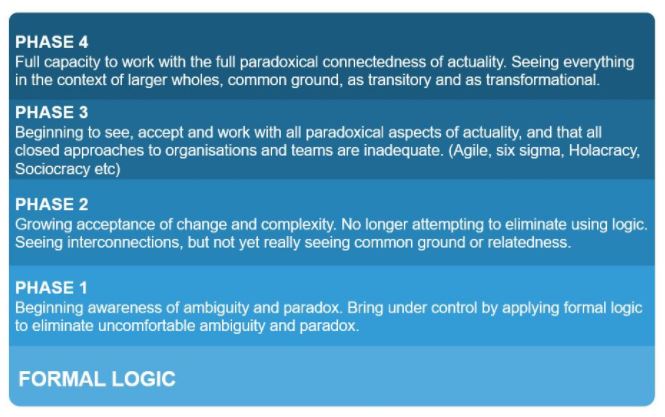 PHASE 4
Full capacity to work with the full paradoxical connectedness of actuality. Seeing everything
in the context of larger wholes, common ground, as transitory and as transformational.
PHASE 3
Beginning to see, accept and work with all paradoxical aspects of actuality, and that all
closed approaches to organisations and teams are inadequate. (Agile, six sigma, Holacracy,
Sociocracy etc)
PHASE 2
Growing acceptance of change and complexity. No longer attempting to eliminate using logic.
Seeing interconnections, but not yet really seeing common ground or relatedness.
PHASE 1
Beginning awareness of ambiguity and paradox. Bring under control by applying formal logic
to eliminate uncomfortable ambiguity and paradox.
FORMAL LOGIC